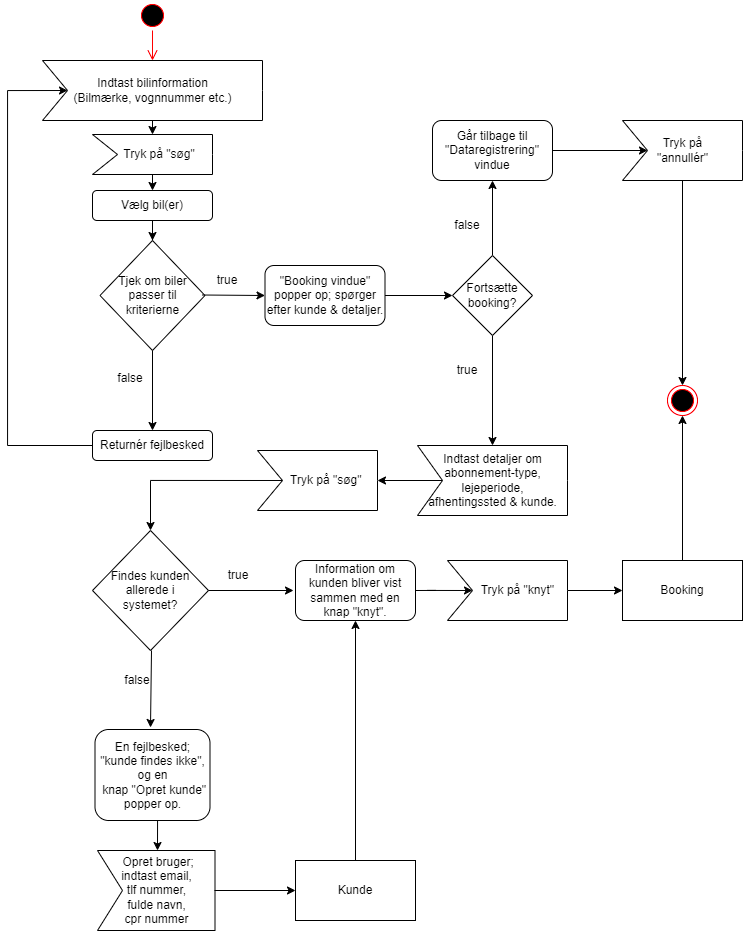 Indtast bilinformation
(Bilmærke, vognnummer etc.)
Tryk på "søg"
Vælg bil(er)
Tjek om biler
passer til
kriterierne
true
false
Returnér fejlbesked
"Booking vindue"
popper op; spørger
efter kunde & detaljer.
Fortsætte
booking?
false
Går tilbage til
"Dataregistrering"
vindue
Tryk på
"annullér"
true
Indtast detaljer om
abonnement-type,
lejeperiode,
afhentingssted & kunde.
Tryk på "søg"
Findes kunden
allerede i
systemet?
true
Information om
kunden bliver vist
sammen med en
knap "knyt".
Tryk på "knyt"
Booking
false
En fejlbesked;
"kunde findes ikke",
og en
knap "Opret kunde"
popper op.
Opret bruger;
indtast email,
tlf nummer,
fulde navn,
cpr nummer
Kunde